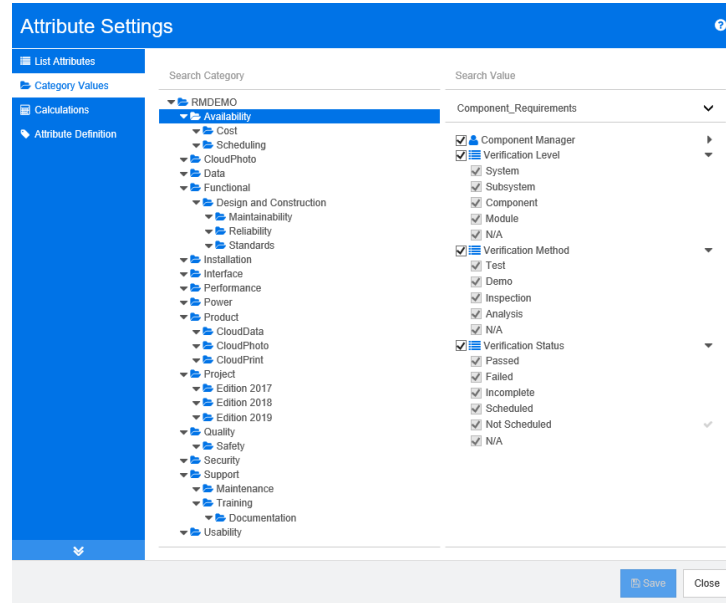 Attribute Settings
List Attributes
Category Values
Calculations
Attribute Definition
Search Category
RMDEMO
Availability
Cost
Scheduling
CloudPhoto
Data
Functional
Design and Construction
Maintainability
Reliability
Standards
Installation
Interface
Performance
Power
Product
CloudData
CloudPhoto
CloudPrint
Project
Edition 2017
Edition 2018
Edition 2019
Quality
Safety
Security
Support
Maintenance
Training
Documentation
Usability
Search Value
Component_Requirements
Component Manager
Verification Level
System
Subsystem
Component
Module
N/A
Verification Method
Test
Demo
Inspection
Analysis
N/A
Verification Status
Passed
Failed
Incomplete
Scheduled
Not Scheduled
N/A
Save
Close